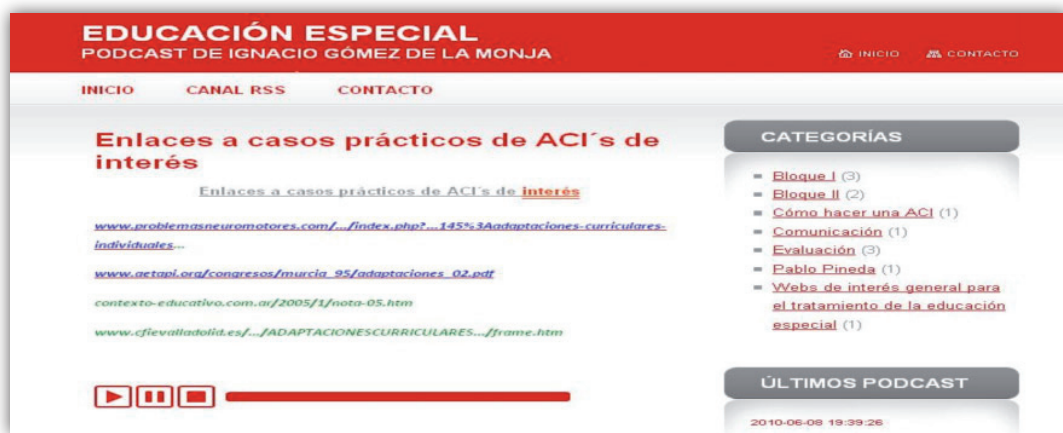 EDUCACIÓN ESPECIAL
PODCAST DE IGNACIO GÓMEZ DE LA MONJA
INICIO
CONTACTO
INICIO
CANAL RSS
CONTACTO
Enlaces a casos prácticos de ACI´s de
interés
Enlaces a casos prácticos de ACI´s de interés
www.problemasneuromotores.com/.../index.php?...145%3Aadaptaciones-curriculares-
individuales...
www.aetapi.org/congresos/murcia_95/adaptaciones_02.pdf
contexto-educativo.com.ar/2005/1/nota-05.htm
www.cfievalladolid.es/.../ADAPTACIONESCURRICULARES.../frame.htm
CATEGORÍAS
Bloque I (3)
Bloque II (2)
Cómo hacer una ACI (1)
Comunicación (1)
Evaluación (3)
Pablo Pineda (1)
Webs de interés general para
el tratamiento de la educación
especial (1)
ÚLTIMOS PODCAST
2010-06-08 19:39:26